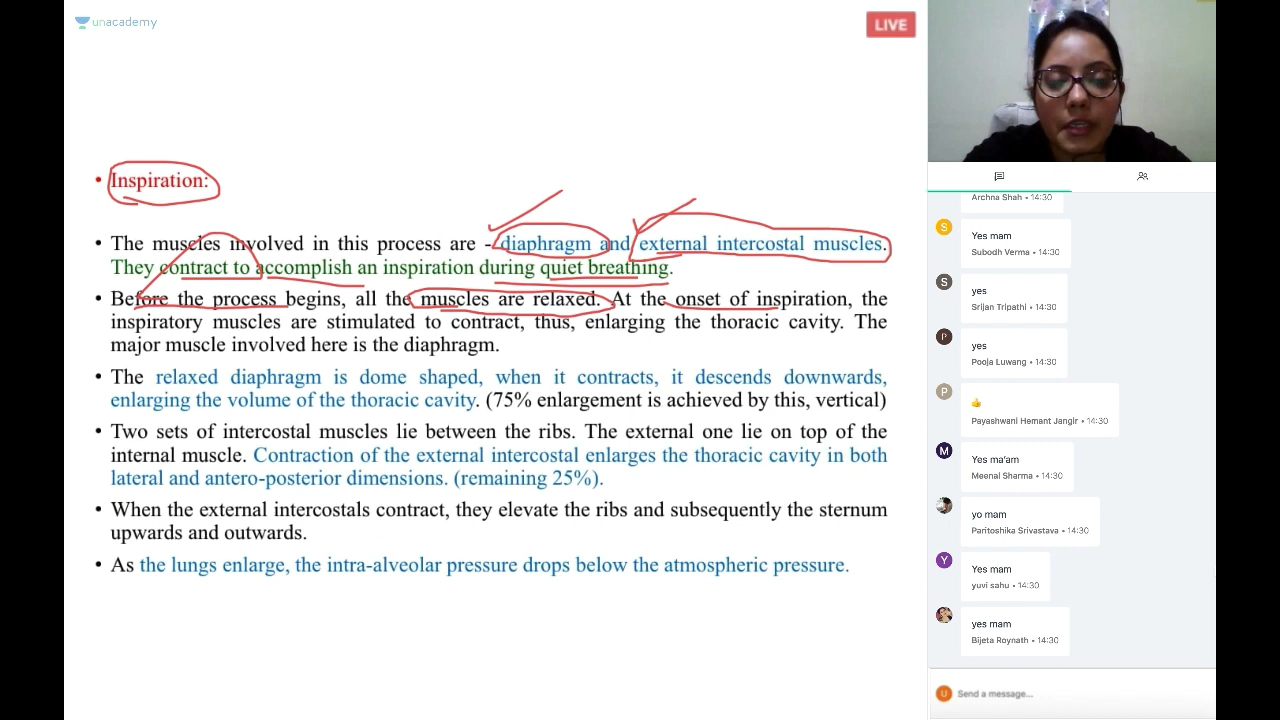 unacademy
LIVE
• Inspiration:
• The muscles involved in this process are - diaphragm and external intercostal muscles.
They contract to accomplish an inspiration during quiet breathing.
• Before the process begins, all the muscles are relaxed. At the onset of inspiration, the
inspiratory muscles are stimulated to contract, thus, enlarging the thoracic cavity. The
major muscle involved here is the diaphragm.
• The relaxed diaphragm is dome shaped, when it contracts, it descends downwards,
enlarging the volume of the thoracic cavity. (75% enlargement is achieved by this, vertical)
• Two sets of intercostal muscles lie between the ribs. The external one lie on top of the
internal muscle. Contraction of the external intercostal enlarges the thoracic cavity in both
lateral and antero-posterior dimensions. (remaining 25%).
• When the external intercostals contract, they elevate the ribs and subsequently the sternum
upwards and outwards.
• As the lungs enlarge, the intra-alveolar pressure drops below the atmospheric pressure.
Archna Shah • 14:30
S
Yes mam
Subodh Verma • 14:30
S
yes
Srijan Tripathi • 14:30
P
yes
Pooja Luwang • 14:30
P
👍
Payashwani Hemant Jangir • 14:30
M
Yes ma'am
Meenal Sharma • 14:30
yo mam
Paritoshika Srivastava • 14:30
Y
Yes mam
yuvi sahu • 14:30
yes mam
Bijeta Roynath • 14:30
U
Send a message...